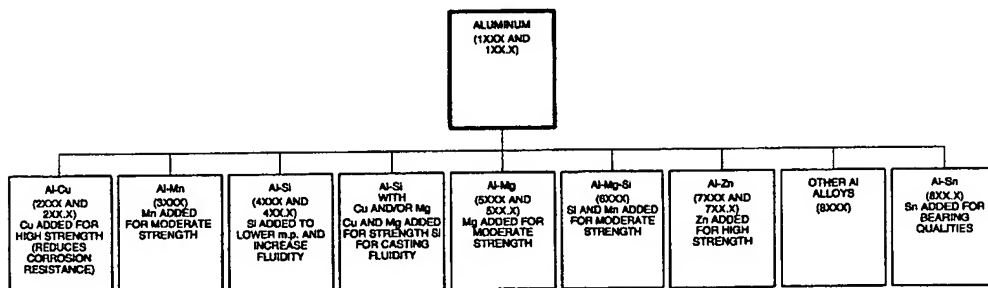 ALUMINUM
(1XXX AND
1XX.X)
Al-Cu
(2XXX AND
2XX.X)
Cu ADDED FOR
HIGH STRENGTH
(REDUCES
CORROSION
RESISTANCE)
Al-Mn
(3XXX)
Mn ADDED
FOR MODERATE
STRENGTH
Al-Si
(4XXX AND
4XX.X)
Si ADDED TO
LOWER m.p. AND
INCREASE
FLUIDITY
Al-Si
WITH
Cu AND/OR Mg
Cu AND Mg ADDED
FOR STRENGTH Si
FOR CASTING
FLUIDITY
Al-Mg
(5XXX AND
5XX.X)
Mg ADDED FOR
MODERATE
STRENGTH
Al-Mg-Si
(6XXX)
Si AND Mn ADDED
FOR MODERATE
STRENGTH
Al-Zn
(7XXX AND
7XX.X)
Zn ADDED
FOR HIGH
STRENGTH
OTHER Al
ALLOYS
(8XXX)
Al-Sn
(8XX.X)
Sn ADDED FOR
BEARING
QUALITIES